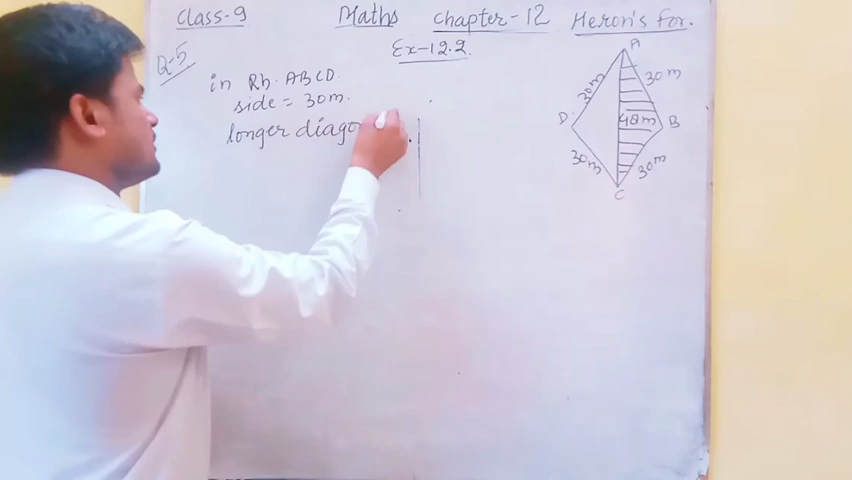 Class-9 Maths Chapter-12 Heron's For.
Ex-12.2.
Q-5
in Rh. ABCD.
side = 30m.
longer diago
A
30m 30m
D 48m B
30m 30m
C